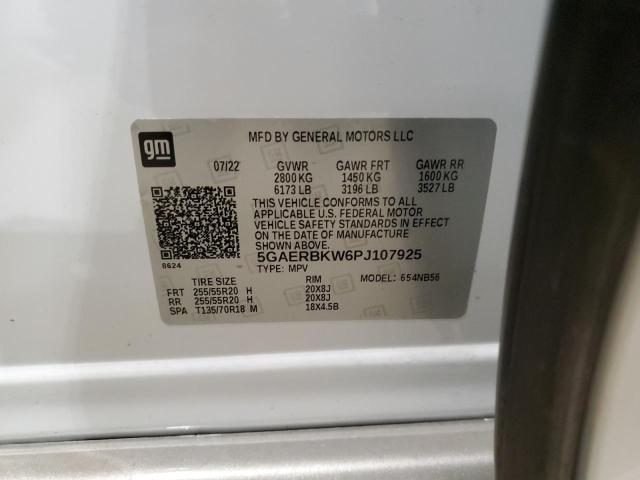 gm
MFD BY GENERAL MOTORS LLC
07/22 GVWR GAWR FRT GAWR RR
2800 KG 1450 KG 1600 KG
6173 LB 3196 LB 3527 LB
THIS VEHICLE CONFORMS TO ALL
APPLICABLE U.S. FEDERAL MOTOR
VEHICLE SAFETY STANDARDS IN EFFECT
ON THE DATE OF MANUFACTURE
SHOWN ABOVE.
8624 5GAERBKW6PJ107925
TYPE: MPV MODEL: 654NB56
TIRE SIZE RIM
FRT 255/55R20 H 20X8J
RR 255/55R20 H 20X8J
SPA T135/70R18 M 18X4.5B